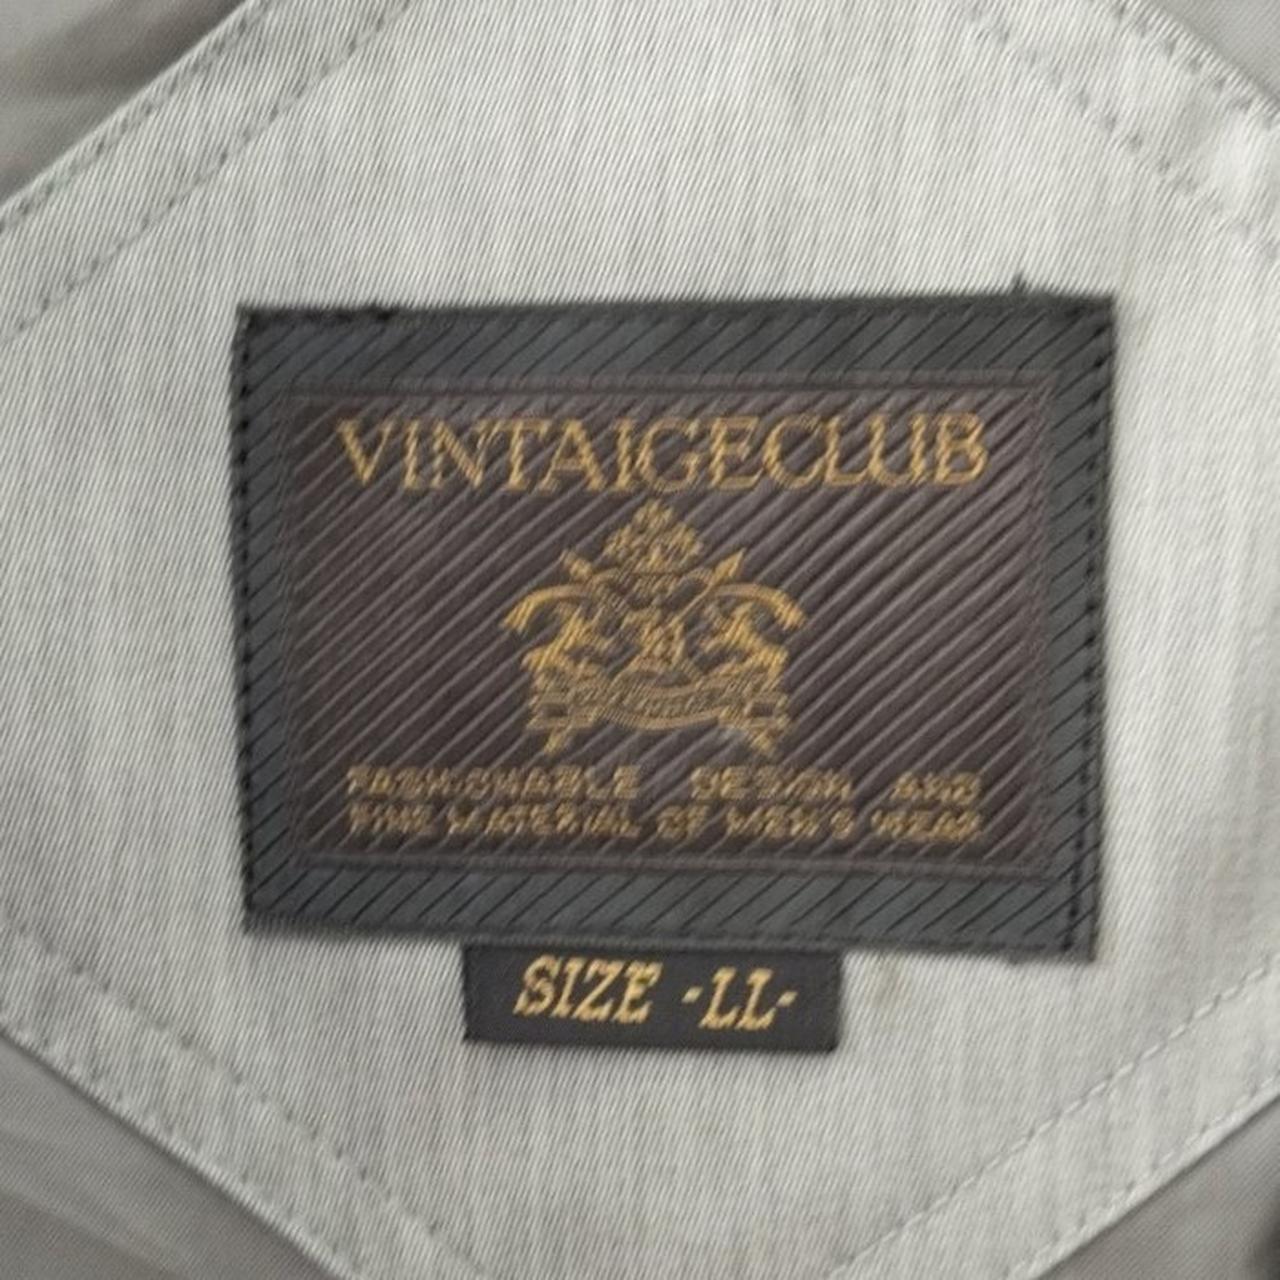 VINTAIGECLUB
FASHIONABLE DESIGN AND
FINE MATERIAL OF MEN'S WEAR
SIZE -LL-